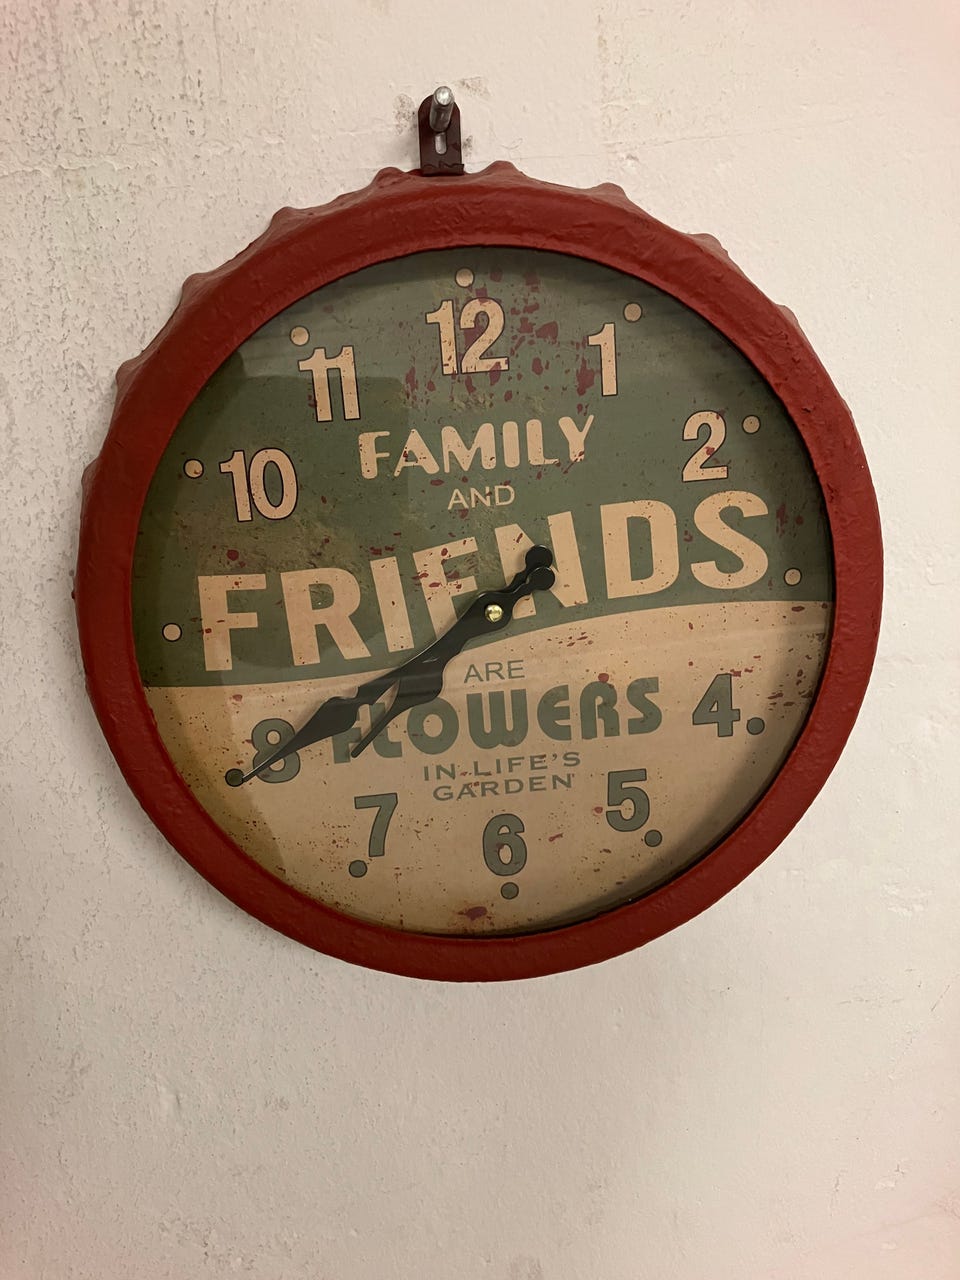 12
11 1
10 2
FAMILY
AND
FRIENDS
ARE
FLOWERS
8 4
IN LIFE'S
GARDEN
7 5
6